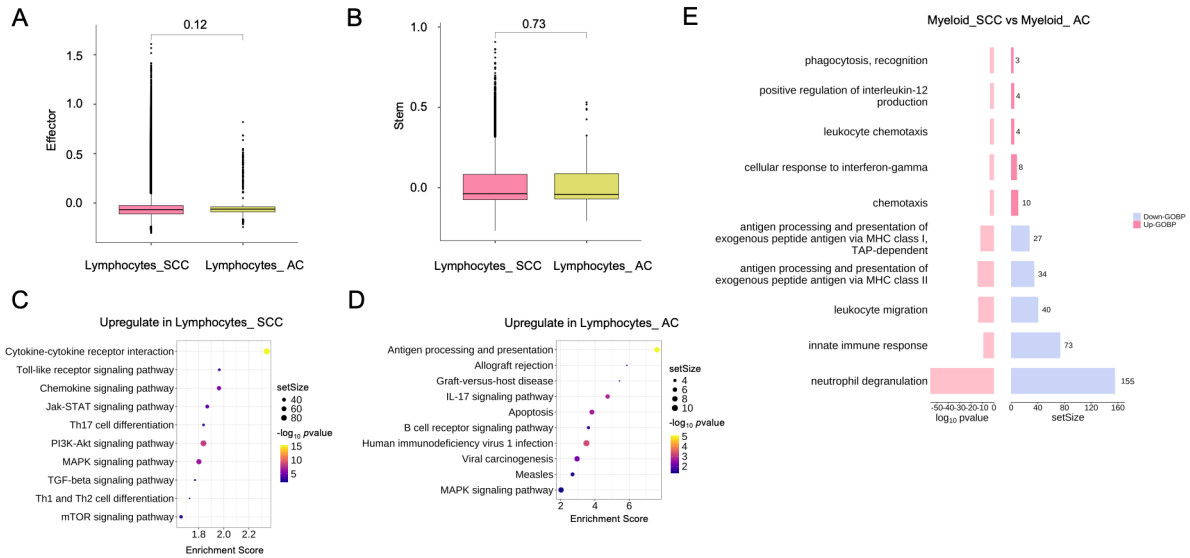 A
0.12
1.5
1.0
0.5
0.0
Effector
Lymphocytes_SCC
Lymphocytes_ AC
B
0.73
1.0
0.5
0.0
Stem
Lymphocytes_ SCC
Lymphocytes_ AC
C
Upregulate in Lymphocytes_ SCC
Cytokine-cytokine receptor interaction
Toll-like receptor signaling pathway
Chemokine signaling pathway
Jak-STAT signaling pathway
Th17 cell differentiation
PI3K-Akt signaling pathway
MAPK signaling pathway
TGF-beta signaling pathway
Th1 and Th2 cell differentiation
mTOR signaling pathway
1.8 2.0 2.2
Enrichment Score
setSize
40
60
80
-log10 pvalue
15
10
5
D
Upregulate in Lymphocytes_ AC
Antigen processing and presentation
Allograft rejection
Graft-versus-host disease
IL-17 signaling pathway
Apoptosis
B cell receptor signaling pathway
Human immunodeficiency virus 1 infection
Viral carcinogenesis
Measles
MAPK signaling pathway
2 4 6
Enrichment Score
setSize
4
6
8
10
-log10 pvalue
5
4
3
2
E
Myeloid_SCC vs Myeloid_ AC
phagocytosis, recognition
3
positive regulation of interleukin-12
production
4
leukocyte chemotaxis
4
cellular response to interferon-gamma
8
chemotaxis
10
antigen processing and presentation of
exogenous peptide antigen via MHC class I,
TAP-dependent
27
antigen processing and presentation of
exogenous peptide antigen via MHC class II
34
leukocyte migration
40
innate immune response
73
neutrophil degranulation
155
-50-40-30-20-10 0
log10 pvalue
0 40 80 120 160
setSize
Down-GOBP
Up-GOBP